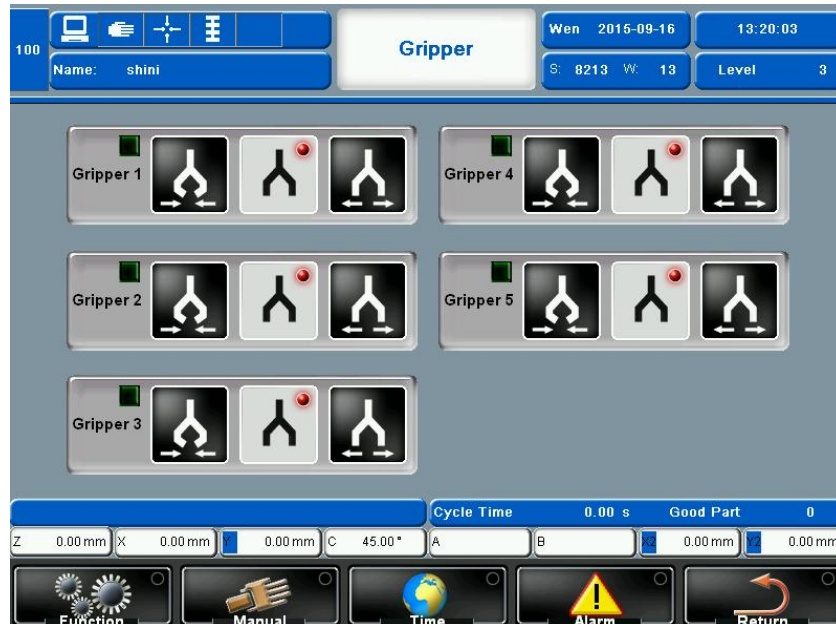 100
Name: shini
Gripper
Wen 2015-09-16
13:20:03
S: 8213 W: 13
Level 3
Gripper 1
Gripper 4
Gripper 2
Gripper 5
Gripper 3
Cycle Time 0.00 s Good Part 0
Z 0.00 mm X 0.00 mm Y 0.00 mm C 45.00 ° A B X2 0.00 mm Y2 0.00 mm
Function Manual Time Alarm Return